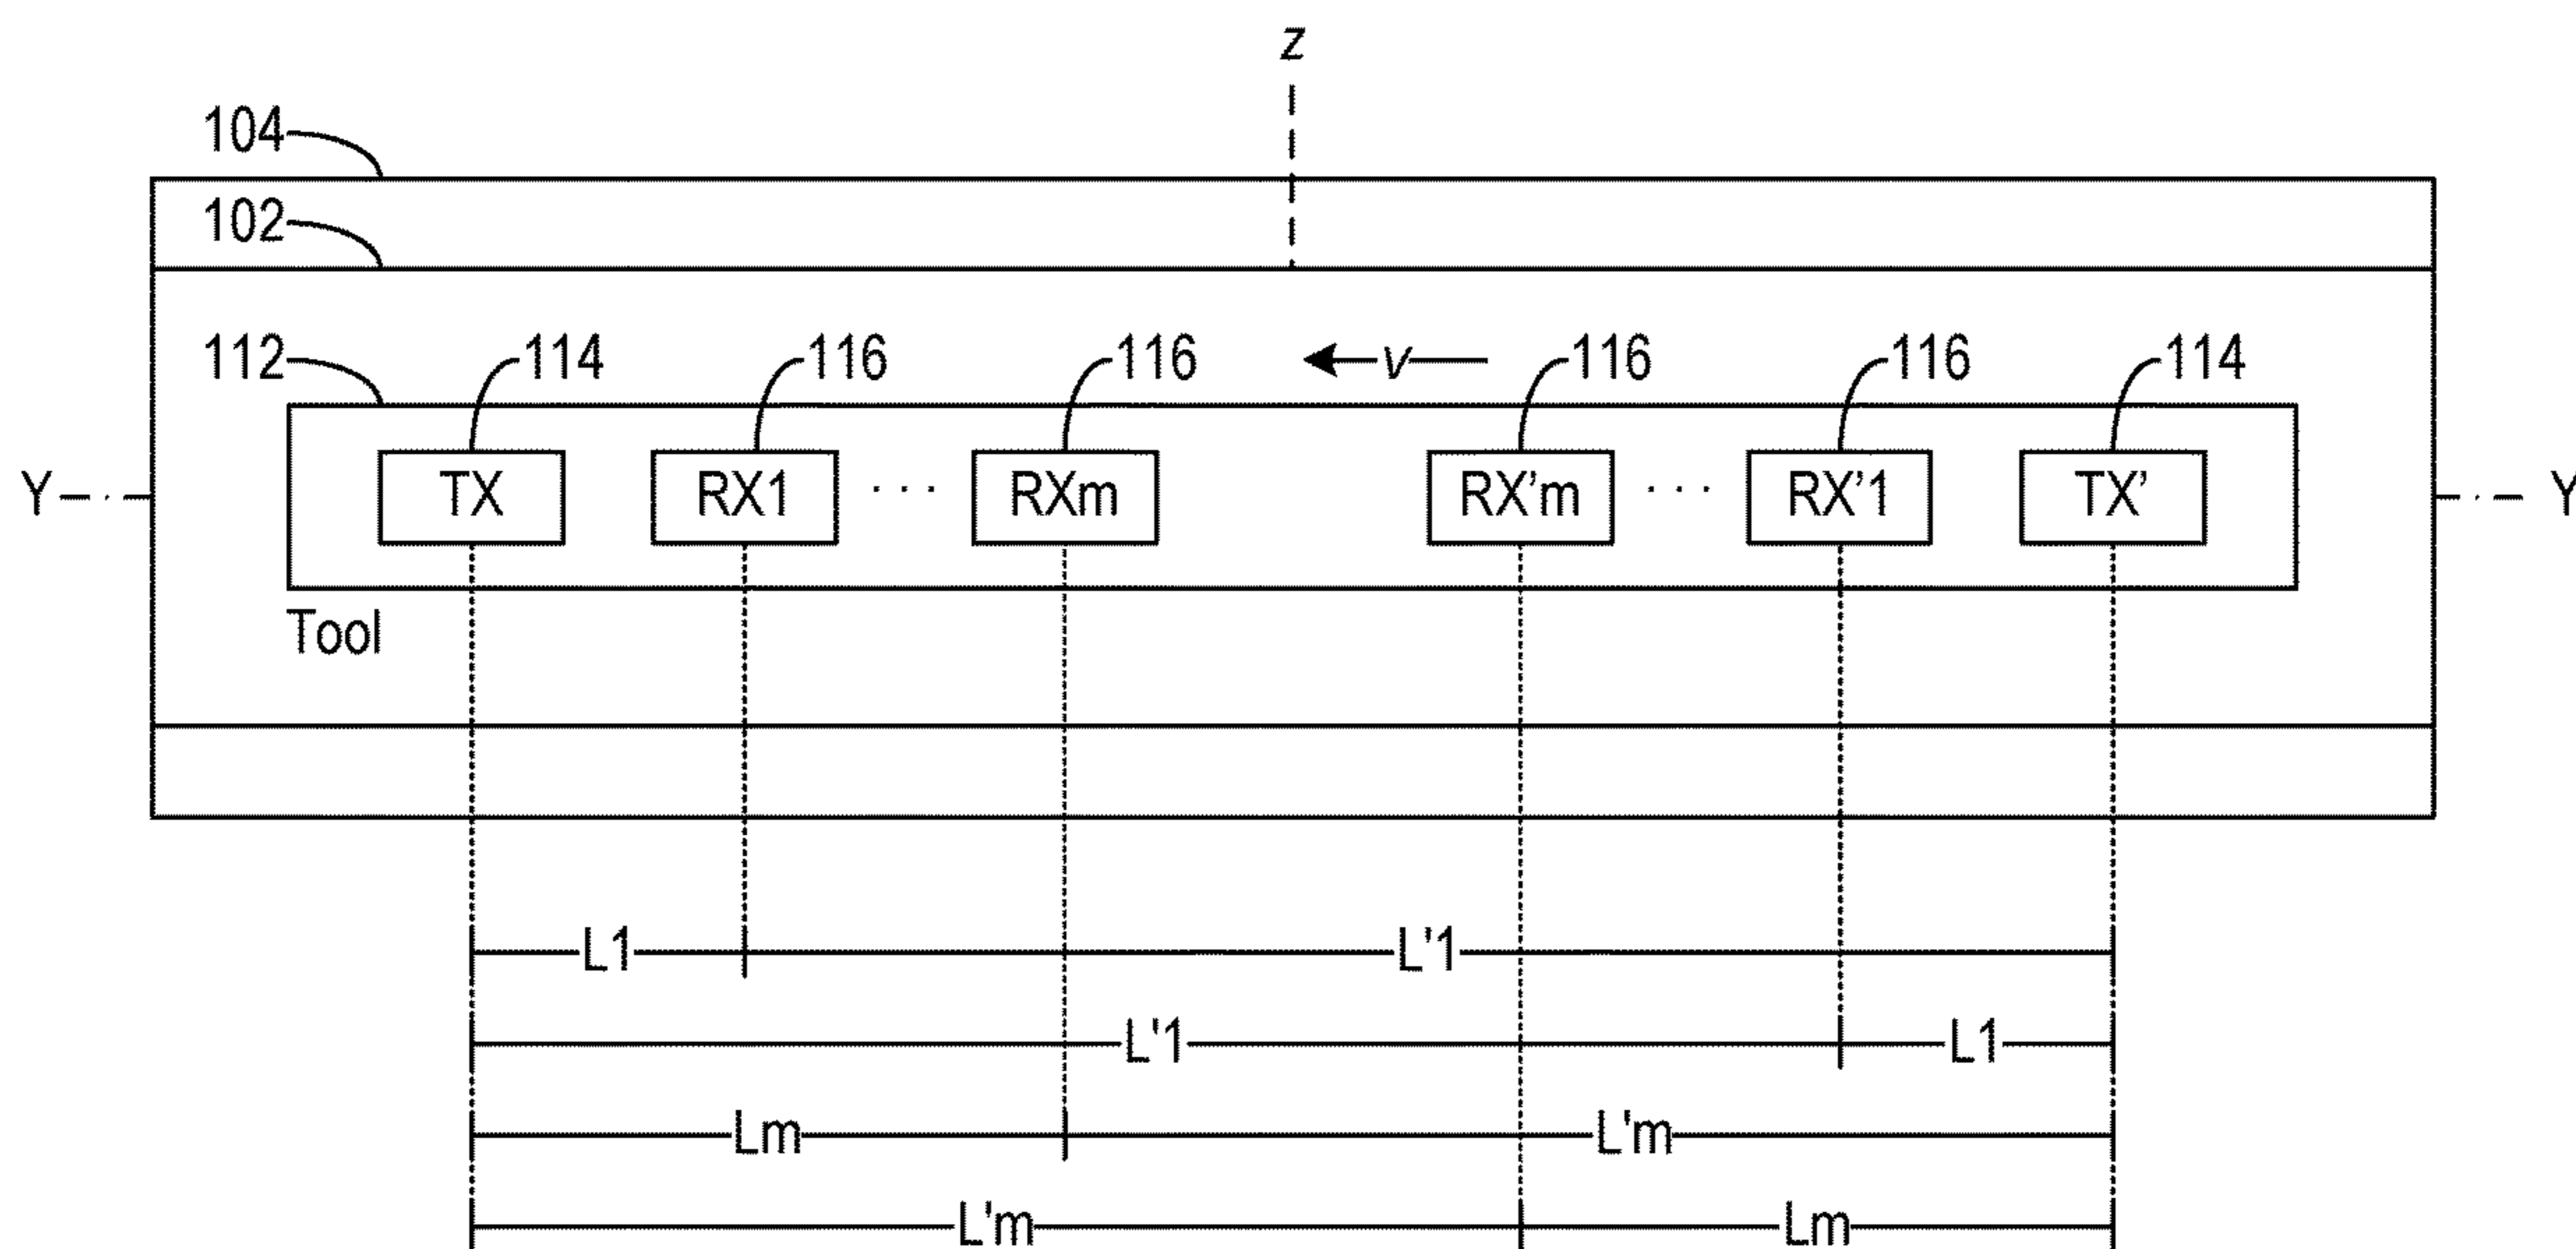 z
104
102
112 114 116 116 v 116 116 114
Y TX RX1 ... RXm RX'm ... RX'1 TX' Y
Tool
L1 L'1
L'1 L1
Lm L'm
L'm Lm